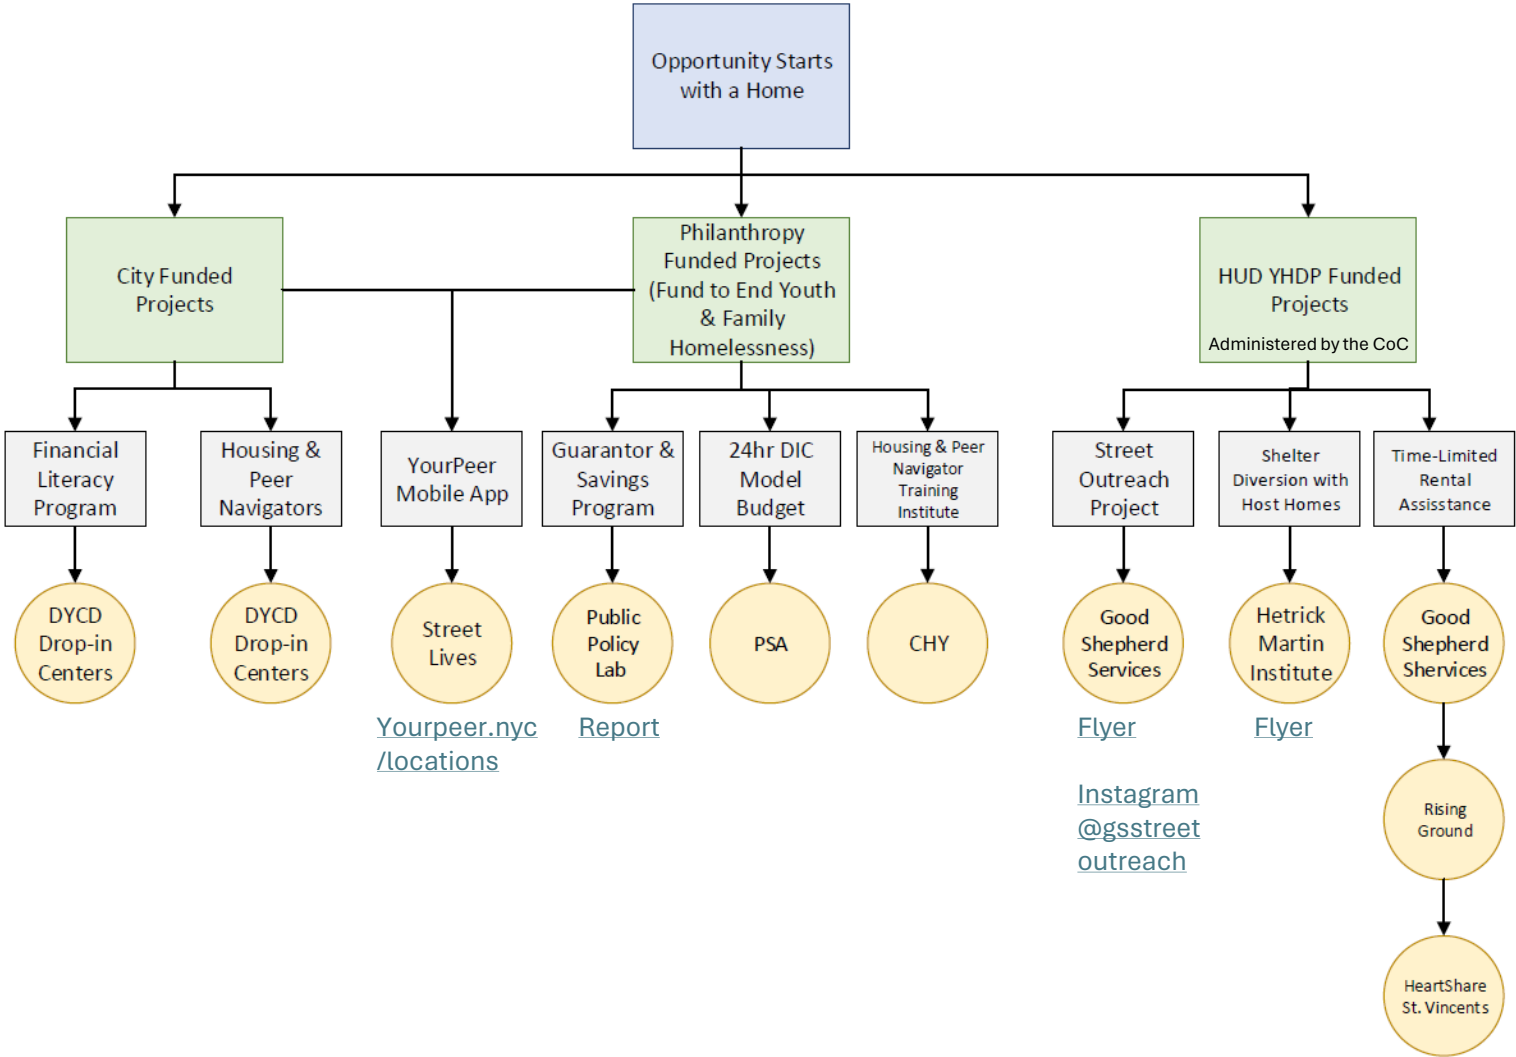 Opportunity Starts
with a Home
City Funded
Projects
Philanthropy
Funded Projects
(Fund to End Youth
& Family
Homelessness)
HUD YHDP Funded
Projects
Administered by the CoC
Financial
Literacy
Program
Housing &
Peer
Navigators
YourPeer
Mobile App
Guarantor &
Savings
Program
24hr DIC
Model
Budget
Housing & Peer
Navigator
Training
Institute
Street
Outreach
Project
Shelter
Diversion with
Host Homes
Time-Limited
Rental
Assisstance
DYCD
Drop-in
Centers
DYCD
Drop-in
Centers
Street
Lives
Public
Policy
Lab
PSA
CHY
Good
Shepherd
Services
Hetrick
Martin
Institute
Good
Shepherd
Shervices
Yourpeer.nyc
/locations
Report
Flyer
Instagram
@gsstreet
outreach
Flyer
Rising
Ground
HeartShare
St. Vincents